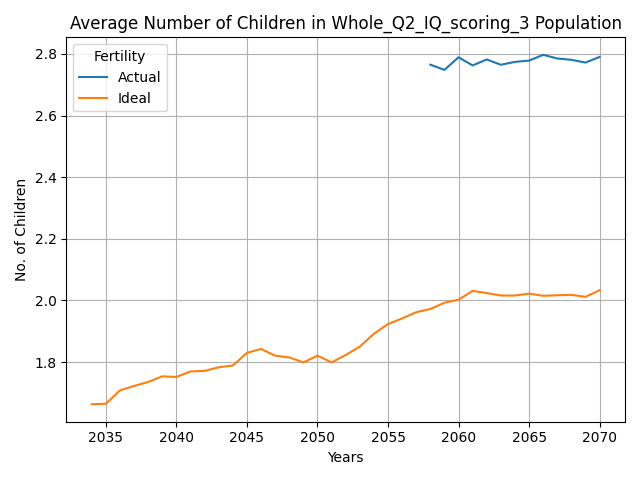 Average Number of Children in Whole_Q2_IQ_scoring_3 Population
Fertility
Actual
Ideal
No. of Children
2.8
2.6
2.4
2.2
2.0
1.8
2035 2040 2045 2050 2055 2060 2065 2070
Years